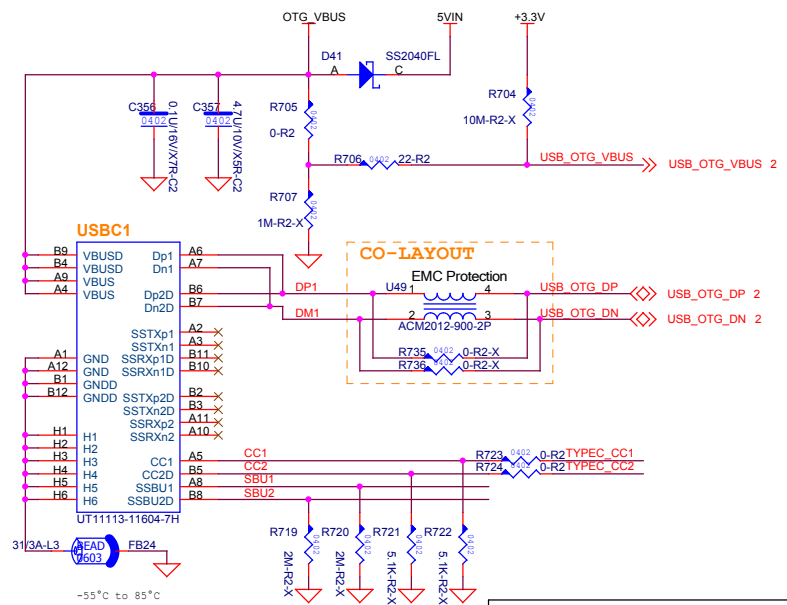 OTG_VBUS
5VIN
+3.3V
D41
SS2040FL
A
C
R704
0402
10M-R2-X
C356
0402
0.1U/16V/X7R-C2
C357
0402
4.7U/10V/X5R-C2
R705
0402
0-R2
R706
0402
22-R2
USB_OTG_VBUS
USB_OTG_VBUS 2
R707
0402
1M-R2-X
USBC1
CO-LAYOUT
EMC Protection
B9 VBUSD
B4 VBUSD
A9 VBUS
A4 VBUS
Dp1 A6
Dn1 A7
Dp2D B6
Dn2D B7
DP1
DM1
U49
1
4
2
3
ACM2012-900-2P
USB_OTG_DP
USB_OTG_DP 2
USB_OTG_DN
USB_OTG_DN 2
SSTXp1 A2
SSTXn1 A3
SSRXp1D B11
SSRXn1D B10
R735 0402 0-R2-X
R736 0402 0-R2-X
A1 GND
A12 GND
B1 GNDD
B12 GNDD
SSTXp2D B2
SSTXn2D B3
SSRXp2 A11
SSRXn2 A10
H1 H1
H2 H2
H3 H3
H4 H4
H5 H5
H6 H6
CC1 A5
CC2D B5
SSBU1 A8
SSBU2D B8
CC1
CC2
SBU1
SBU2
R723 0402 0-R2 TYPEC_CC1
R724 0402 0-R2 TYPEC_CC2
UT11113-11604-7H
R719
0402
2M-R2-X
R720
0402
2M-R2-X
R721
0402
5.1K-R2-X
R722
0402
5.1K-R2-X
31/3A-L3
BEAD
0603
FB24
-55°C to 85°C